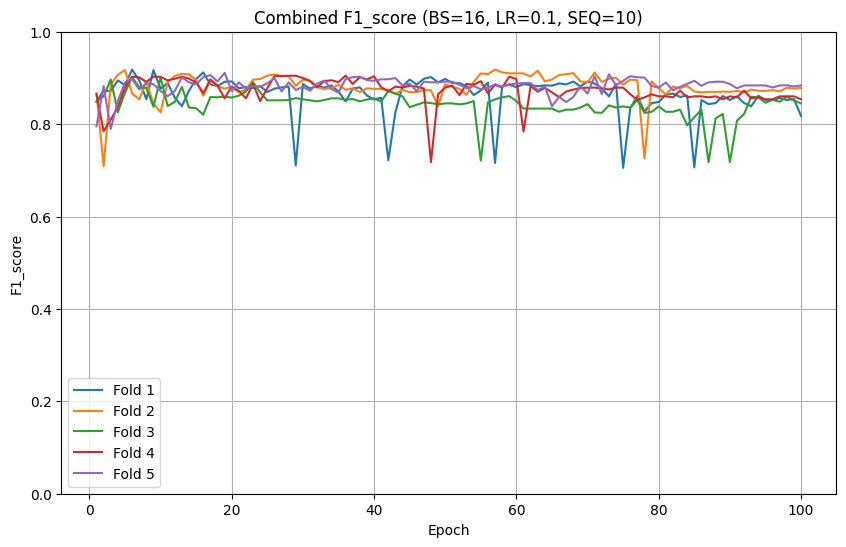 Combined F1_score (BS=16, LR=0.1, SEQ=10)
F1_score
1.0
0.8
0.6
0.4
0.2
0.0
Fold 1
Fold 2
Fold 3
Fold 4
Fold 5
0 20 40 60 80 100
Epoch